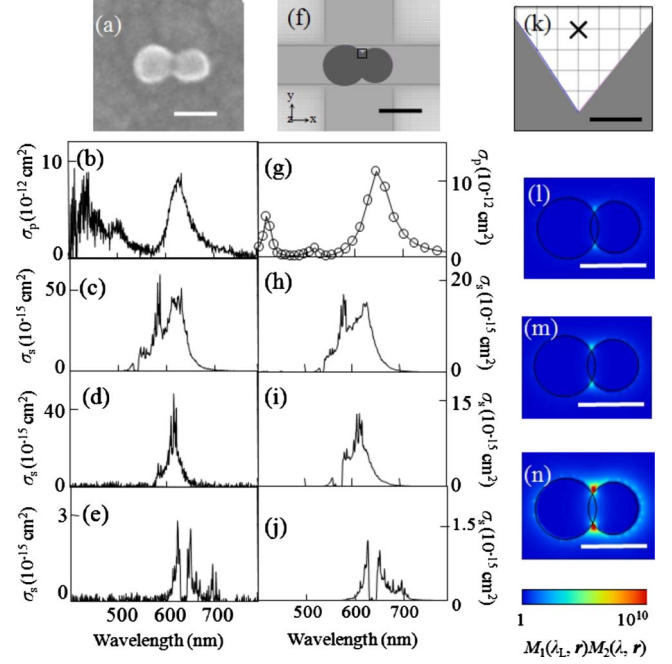 (a)
(f)
y
z x
(k)
10
0
σp(10⁻¹² cm²)
(b)
(g)
10
0
σp(10⁻¹² cm²)
(l)
50
0
σs(10⁻¹⁵ cm²)
(c)
(h)
20
0
σs(10⁻¹⁵ cm²)
(m)
40
0
σs(10⁻¹⁵ cm²)
(d)
(i)
15
0
σs(10⁻¹⁵ cm²)
(n)
3
0
σs(10⁻¹⁵ cm²)
(e)
(j)
1.5
0
σs(10⁻¹⁵ cm²)
500 600 700
500 600 700
Wavelength (nm)
Wavelength (nm)
1 10¹⁰
M₁(λL, r)M₂(λ, r)